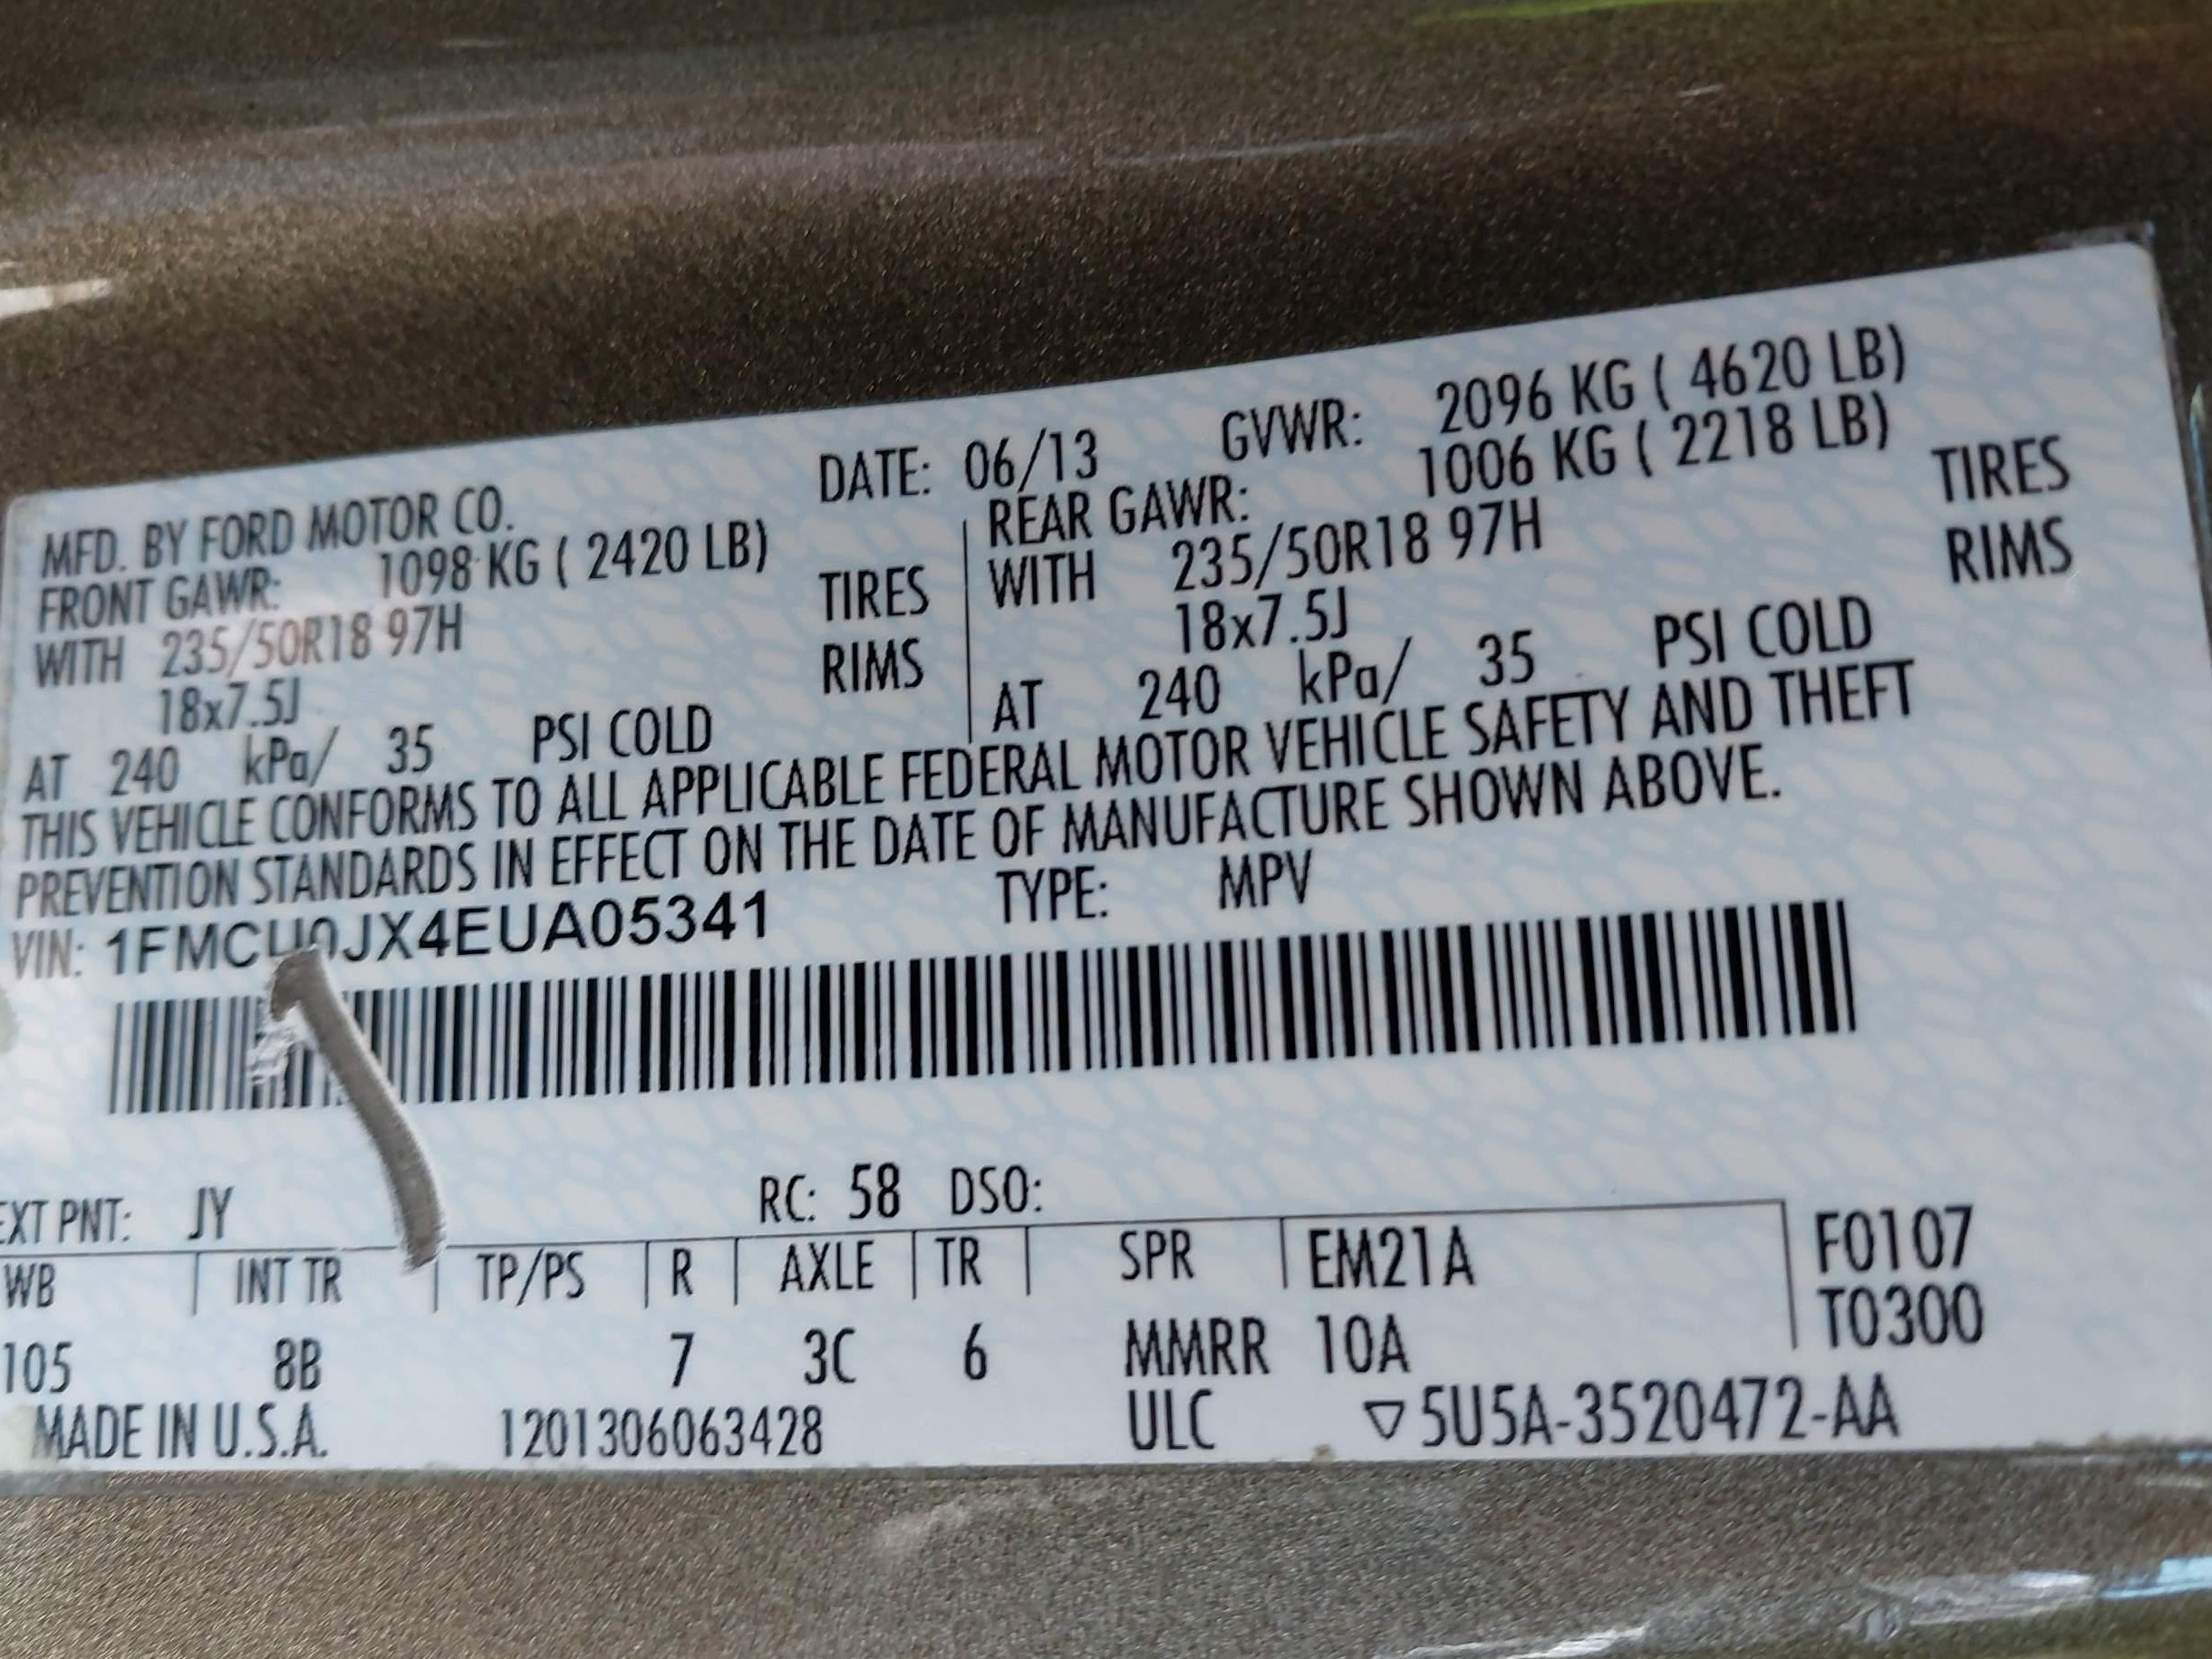 DATE: 06/13 GVWR: 2096 KG ( 4620 LB)
MFD. BY FORD MOTOR CO.
FRONT GAWR: 1098 KG ( 2420 LB)
WITH 235/50R18 97H TIRES
18x7.5J RIMS
AT 240 kPa/ 35 PSI COLD
REAR GAWR: 1006 KG ( 2218 LB)
WITH 235/50R18 97H TIRES
18x7.5J RIMS
AT 240 kPa/ 35 PSI COLD
THIS VEHICLE CONFORMS TO ALL APPLICABLE FEDERAL MOTOR VEHICLE SAFETY AND THEFT
PREVENTION STANDARDS IN EFFECT ON THE DATE OF MANUFACTURE SHOWN ABOVE.
VIN: 1FMCU0JX4EUA05341 TYPE: MPV
EXT PNT: JY RC: 58 DSO:
WB INT TR TP/PS R AXLE TR SPR EM21A F0107
T0300
105 8B 7 3C 6 MMRR 10A
MADE IN U.S.A. 1201306063428 ULC ▽5U5A-3520472-AA